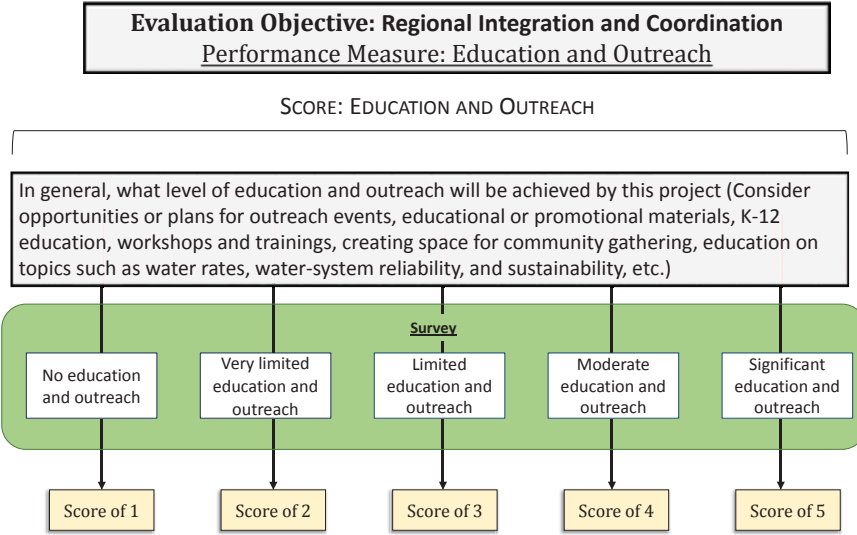 Evaluation Objective: Regional Integration and Coordination
Performance Measure: Education and Outreach
SCORE: EDUCATION AND OUTREACH
In general, what level of education and outreach will be achieved by this project (Consider
opportunities or plans for outreach events, educational or promotional materials, K-12
education, workshops and trainings, creating space for community gathering, education on
topics such as water rates, water-system reliability, and sustainability, etc.)
Survey
No education
and outreach
Very limited
education and
outreach
Limited
education and
outreach
Moderate
education and
outreach
Significant
education and
outreach
Score of 1
Score of 2
Score of 3
Score of 4
Score of 5